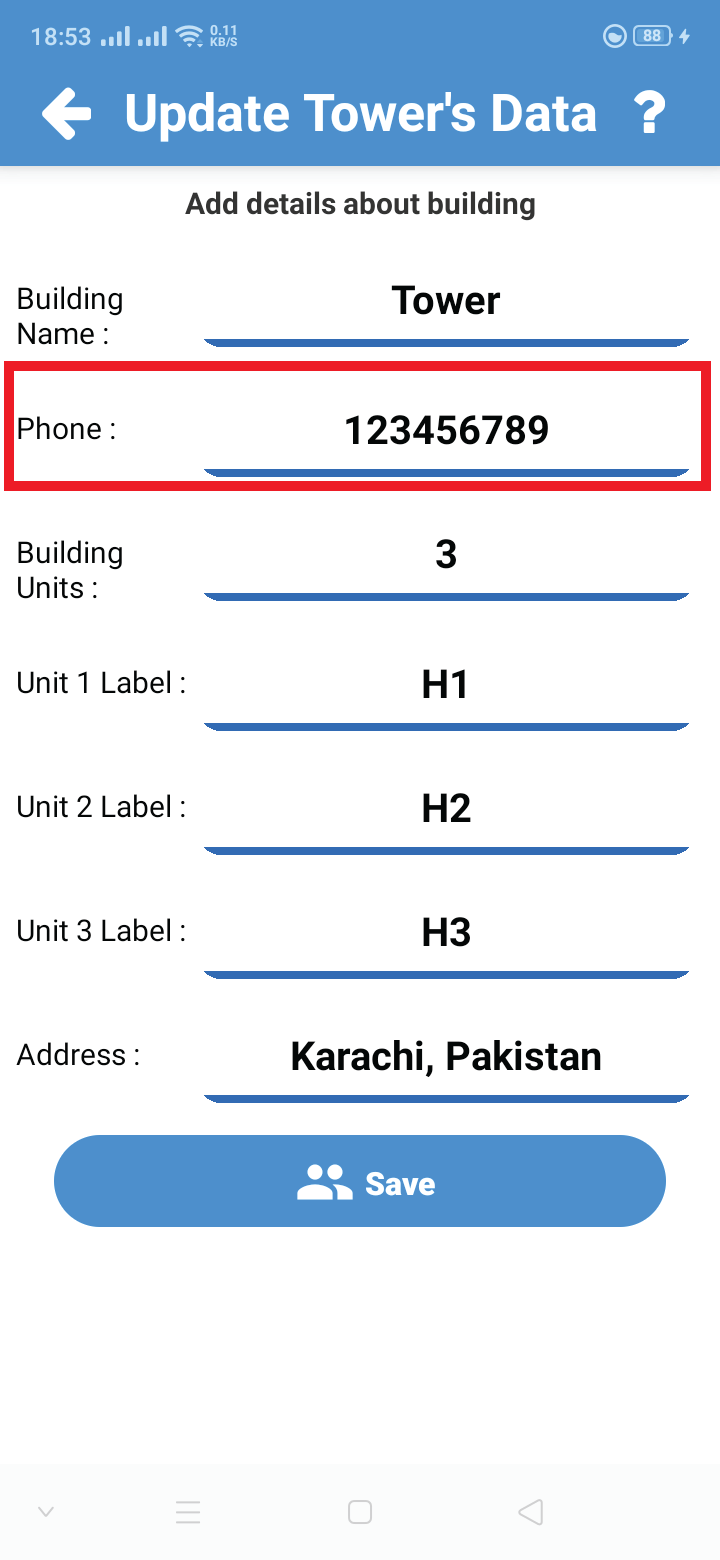 18:53 0.11 KB/S 88
Update Tower's Data ?
Add details about building
Building Name :
Tower
Phone :
123456789
Building Units :
3
Unit 1 Label :
H1
Unit 2 Label :
H2
Unit 3 Label :
H3
Address :
Karachi, Pakistan
Save